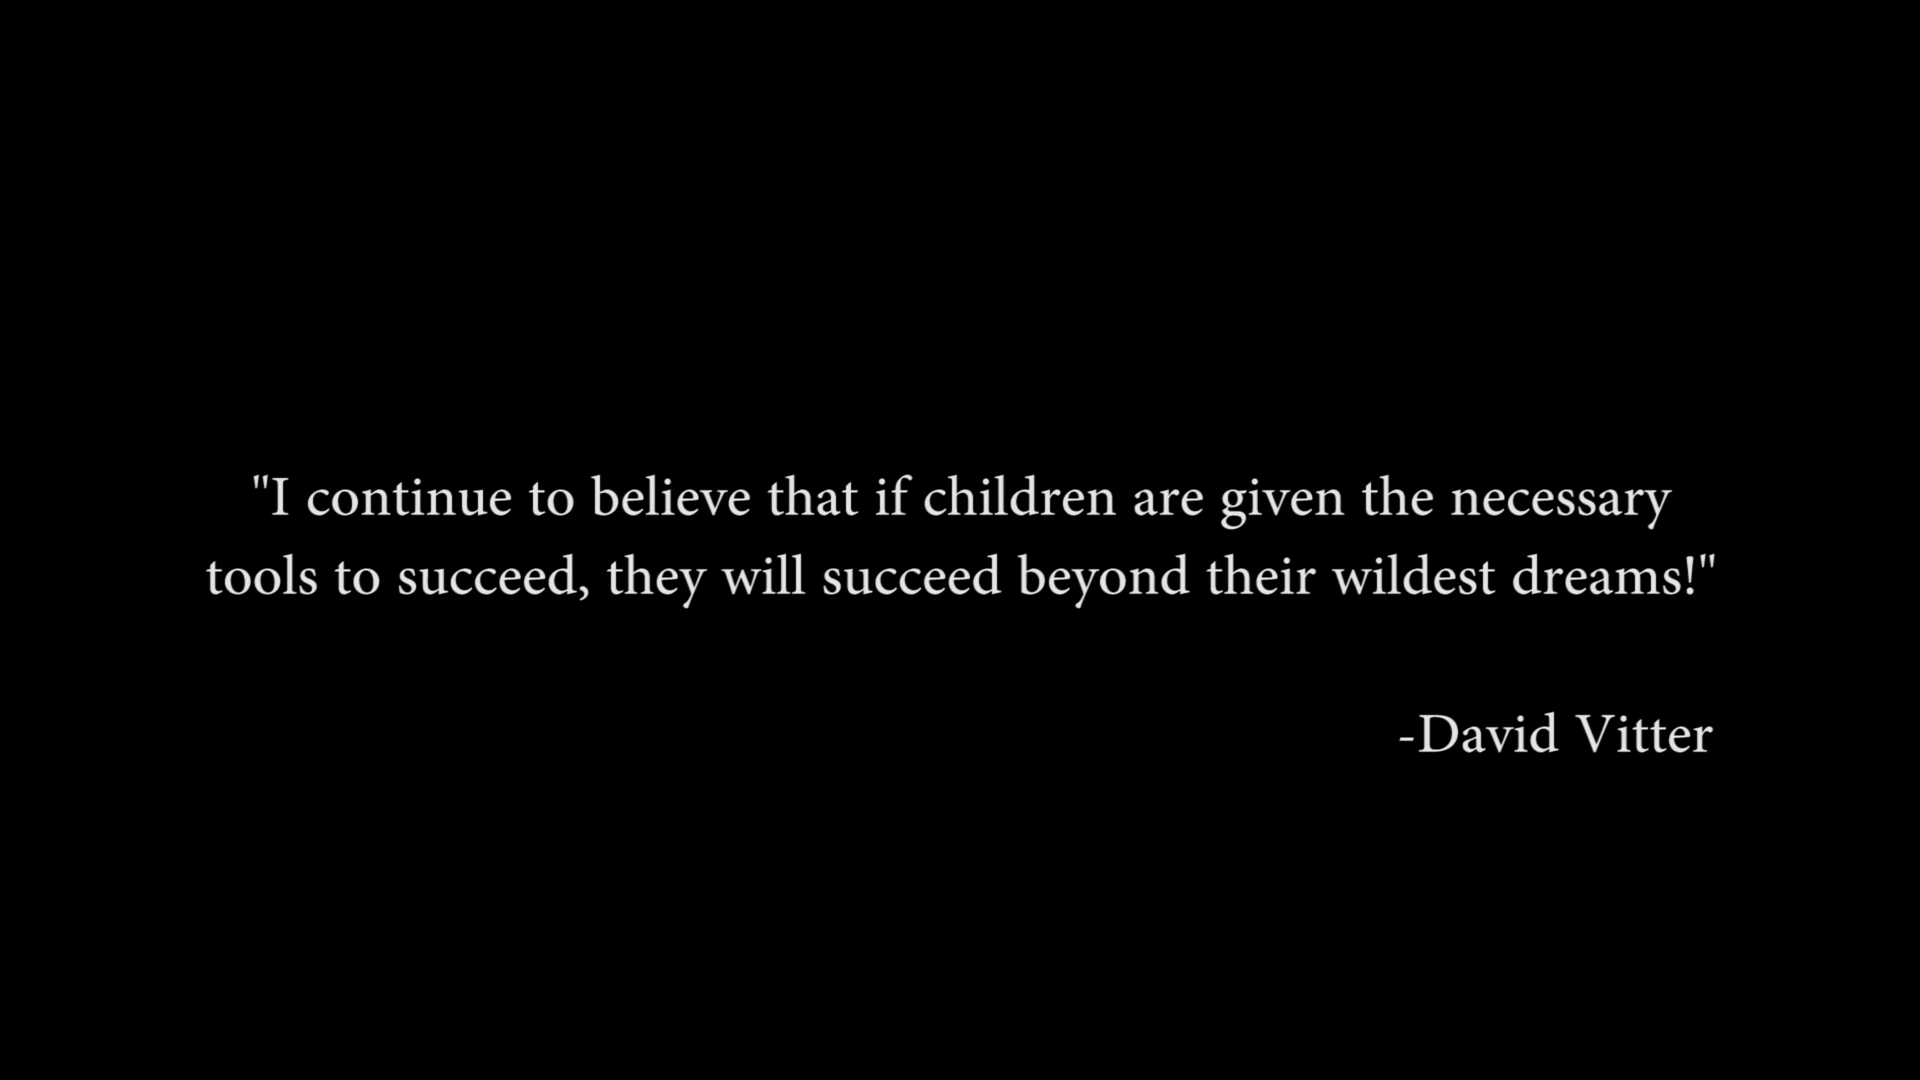 "I continue to believe that if children are given the necessary
tools to succeed, they will succeed beyond their wildest dreams!"
-David Vitter